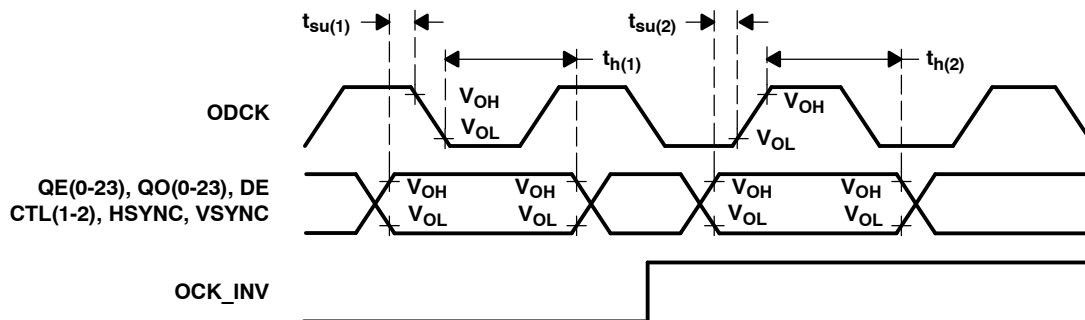 tsu(1)
tsu(2)
th(1)
th(2)
ODCK
VOH
VOL
VOH
VOL
QE(0-23), QO(0-23), DE
CTL(1-2), HSYNC, VSYNC
VOH
VOH
VOH
VOH
VOL
VOL
VOL
VOL
OCK_INV